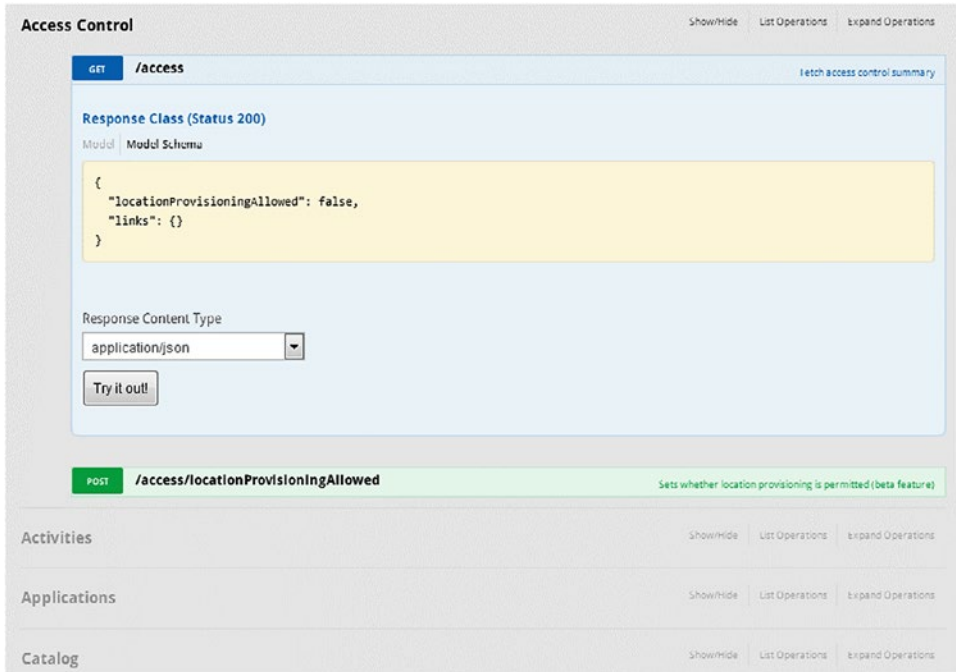 Access Control Show/Hide List Operations Expand Operations
GET /access Fetch access control summary
Response Class (Status 200)
Model Model Schema
{
"locationProvisioningAllowed": false,
"links": {}
}
Response Content Type
application/json
Try it out!
POST /access/locationProvisioningAllowed Sets whether location provisioning is permitted (beta feature)
Activities Show/Hide List Operations Expand Operations
Applications Show/Hide List Operations Expand Operations
Catalog Show/Hide List Operations Expand Operations